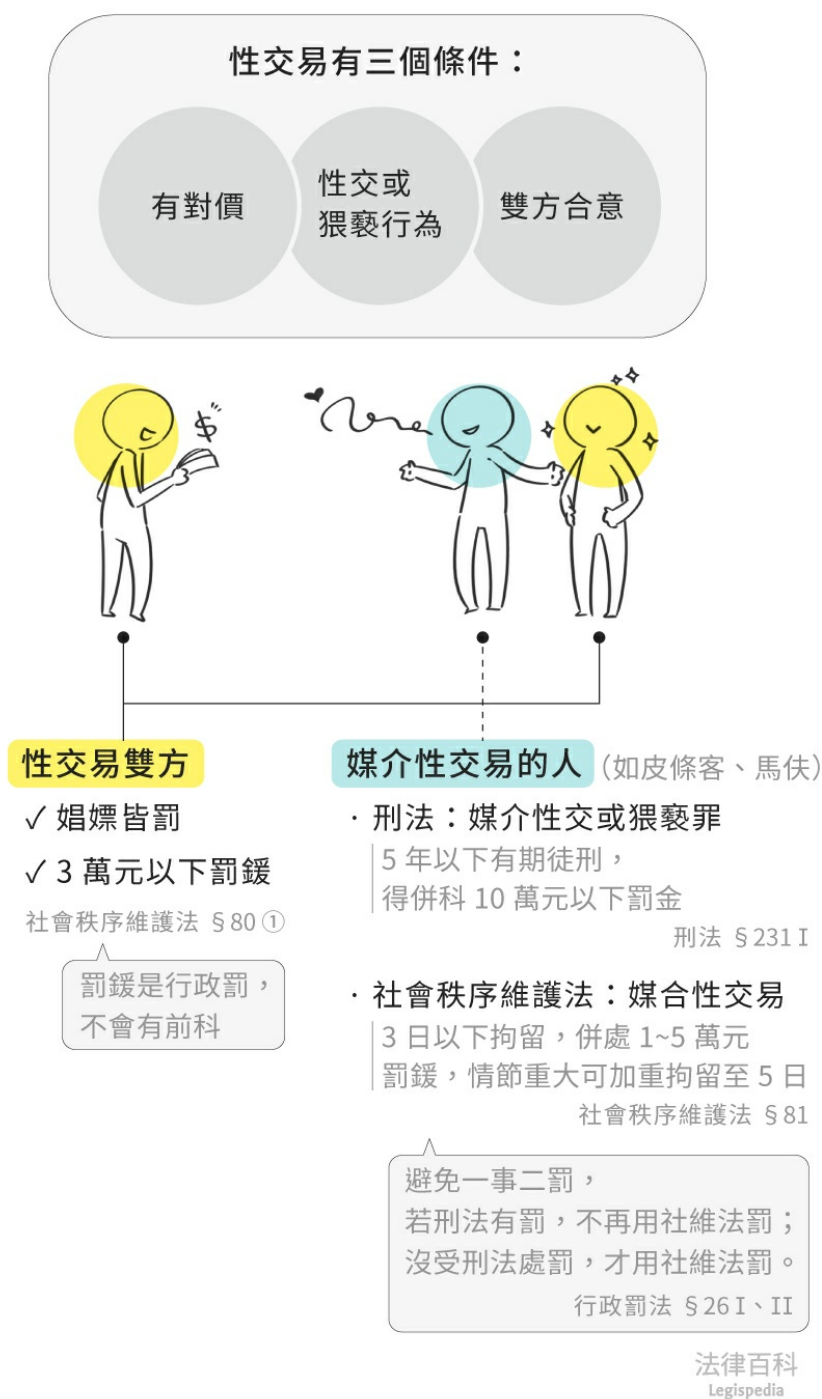 性交易有三個條件：
有對價
性交或
猥褻行為
雙方合意
$
性交易雙方
✓ 娼嫖皆罰
✓ 3 萬元以下罰鍰
社會秩序維護法 §80 ①
罰鍰是行政罰，
不會有前科
媒介性交易的人（如皮條客、馬伕）
· 刑法：媒介性交或猥褻罪
5 年以下有期徒刑，
得併科 10 萬元以下罰金
刑法 §231 I
· 社會秩序維護法：媒合性交易
3 日以下拘留，併處 1~5 萬元
罰鍰，情節重大可加重拘留至 5 日
社會秩序維護法 §81
避免一事二罰，
若刑法有罰，不再用社維法罰；
沒受刑法處罰，才用社維法罰。
行政罰法 §26 I、II
法律百科
Legispedia